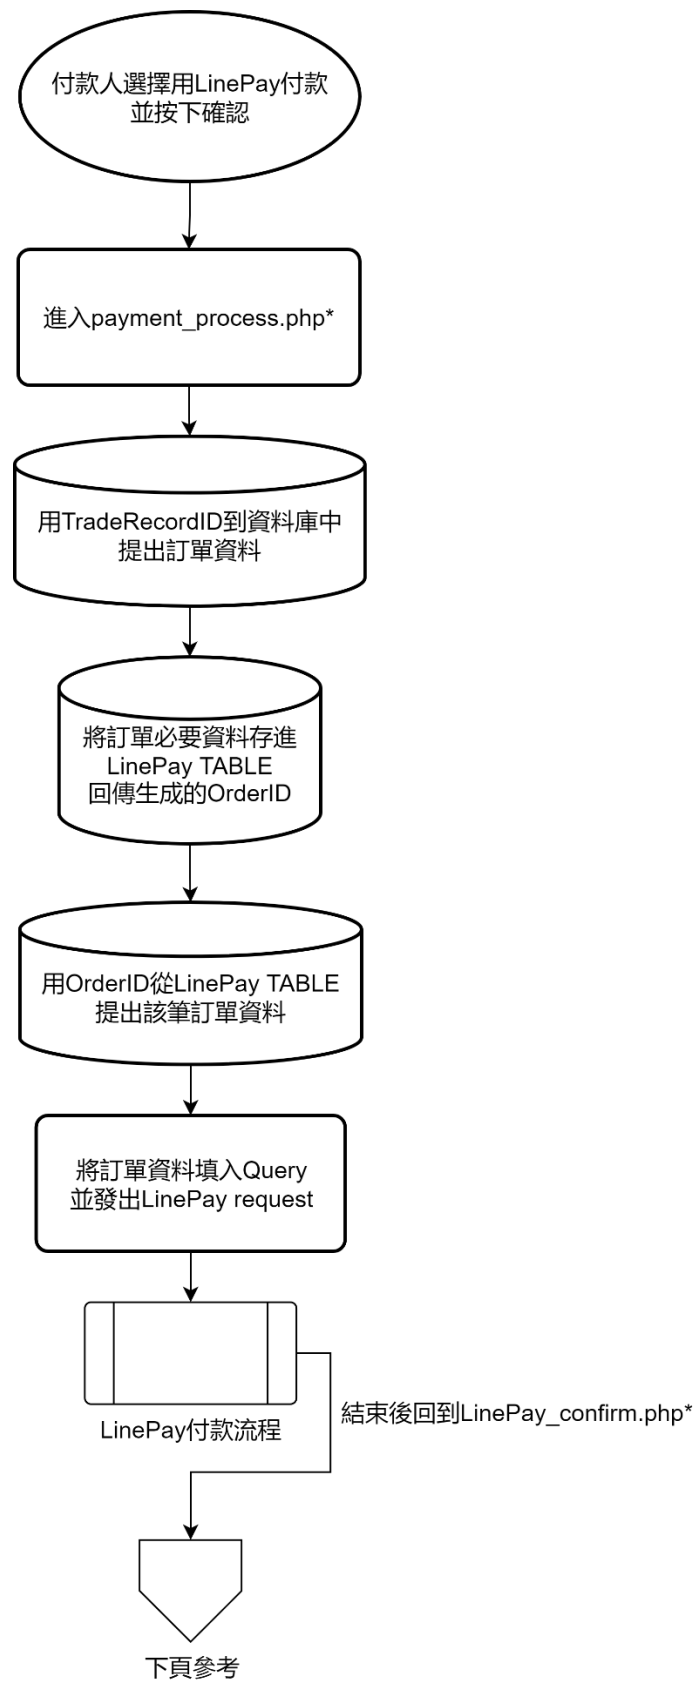 付款人選擇用LinePay付款
並按下確認
進入payment_process.php*
用TradeRecordID到資料庫中
提出訂單資料
將訂單必要資料存進
LinePay TABLE
回傳生成的OrderID
用OrderID從LinePay TABLE
提出該筆訂單資料
將訂單資料填入Query
並發出LinePay request
LinePay付款流程
結束後回到LinePay_confirm.php*
下頁參考